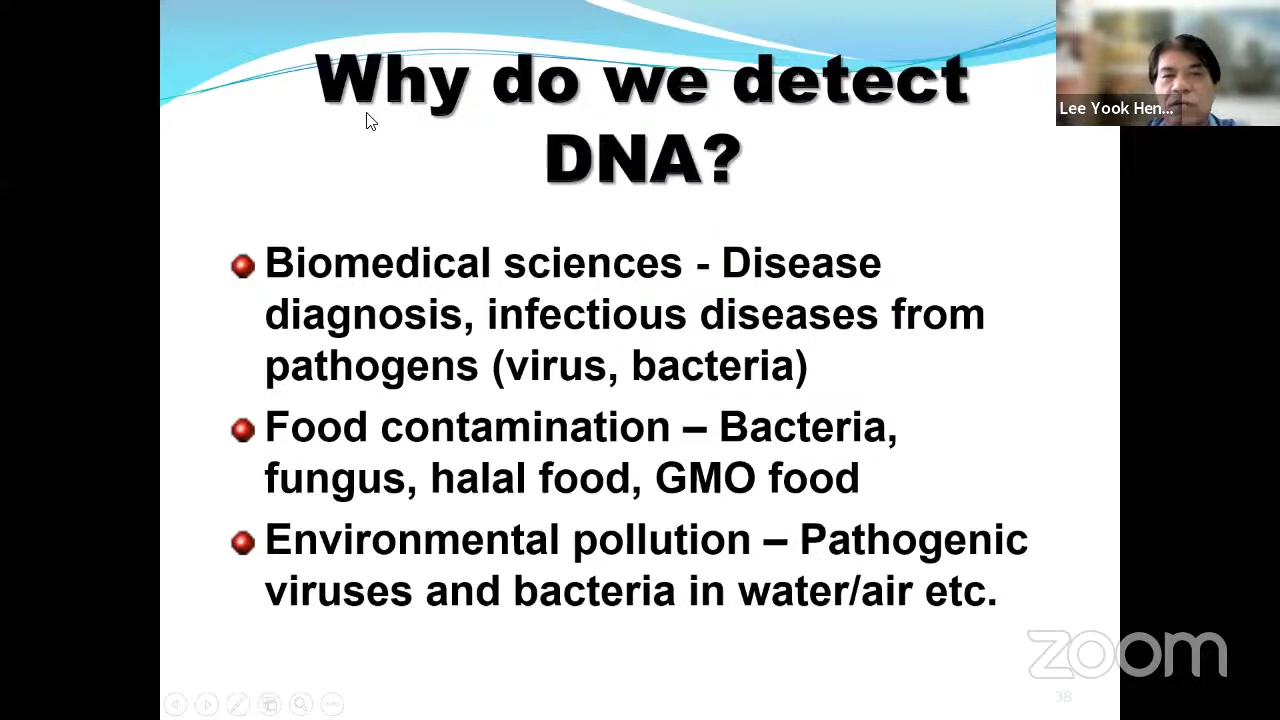 Why do we detect
DNA?
Lee Yook Hen...
Biomedical sciences - Disease
diagnosis, infectious diseases from
pathogens (virus, bacteria)
Food contamination – Bacteria,
fungus, halal food, GMO food
Environmental pollution – Pathogenic
viruses and bacteria in water/air etc.
zoom
38